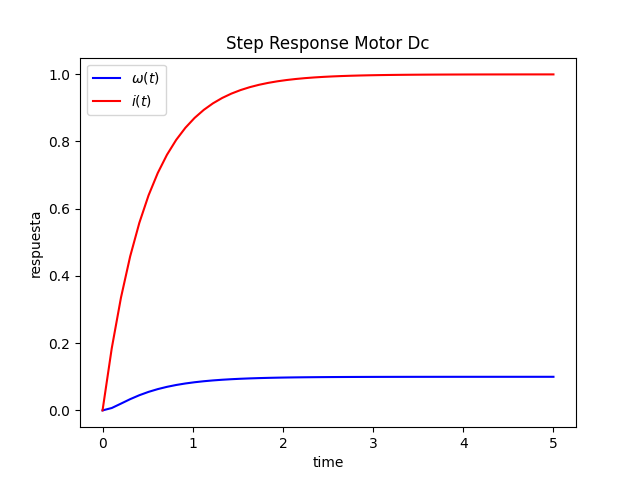 Step Response Motor Dc
ω(t)
i(t)
1.0
0.8
0.6
0.4
0.2
0.0
respuesta
0 1 2 3 4 5
time